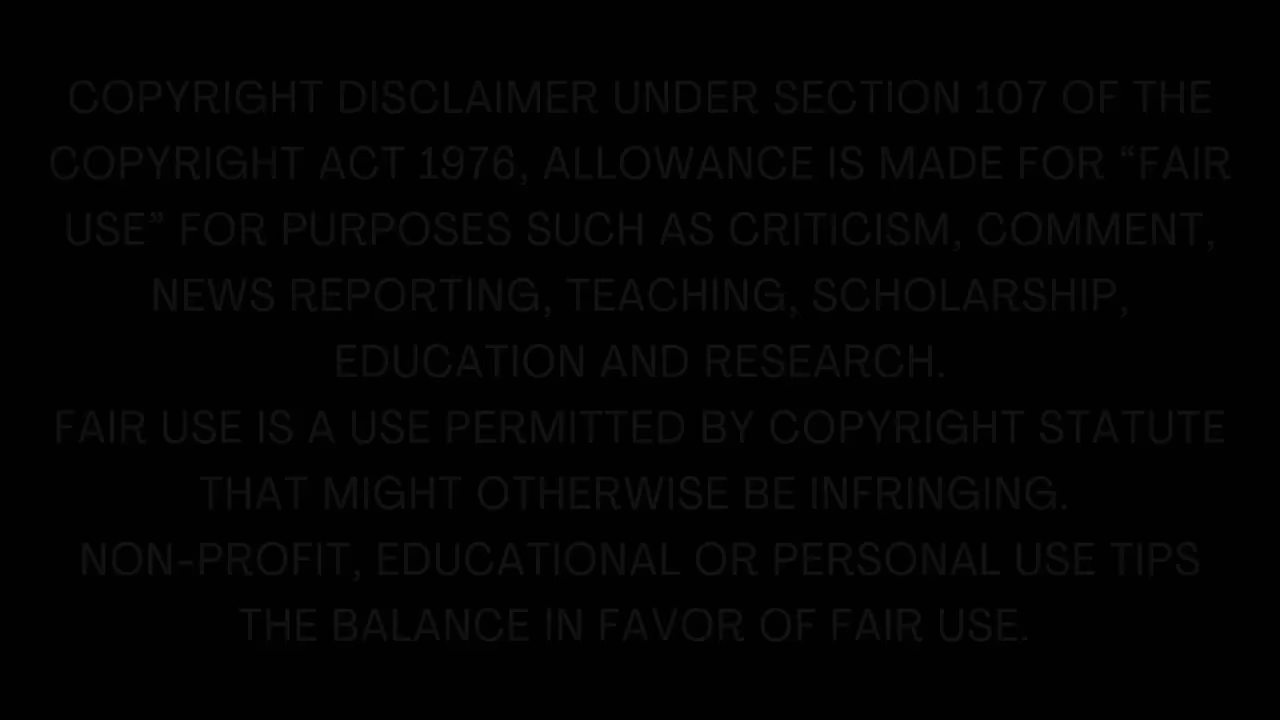 COPYRIGHT DISCLAIMER UNDER SECTION 107 OF THE
COPYRIGHT ACT 1976, ALLOWANCE IS MADE FOR “FAIR
USE” FOR PURPOSES SUCH AS CRITICISM, COMMENT,
NEWS REPORTING, TEACHING, SCHOLARSHIP,
EDUCATION AND RESEARCH.
FAIR USE IS A USE PERMITTED BY COPYRIGHT STATUTE
THAT MIGHT OTHERWISE BE INFRINGING.
NON-PROFIT, EDUCATIONAL OR PERSONAL USE TIPS
THE BALANCE IN FAVOR OF FAIR USE.